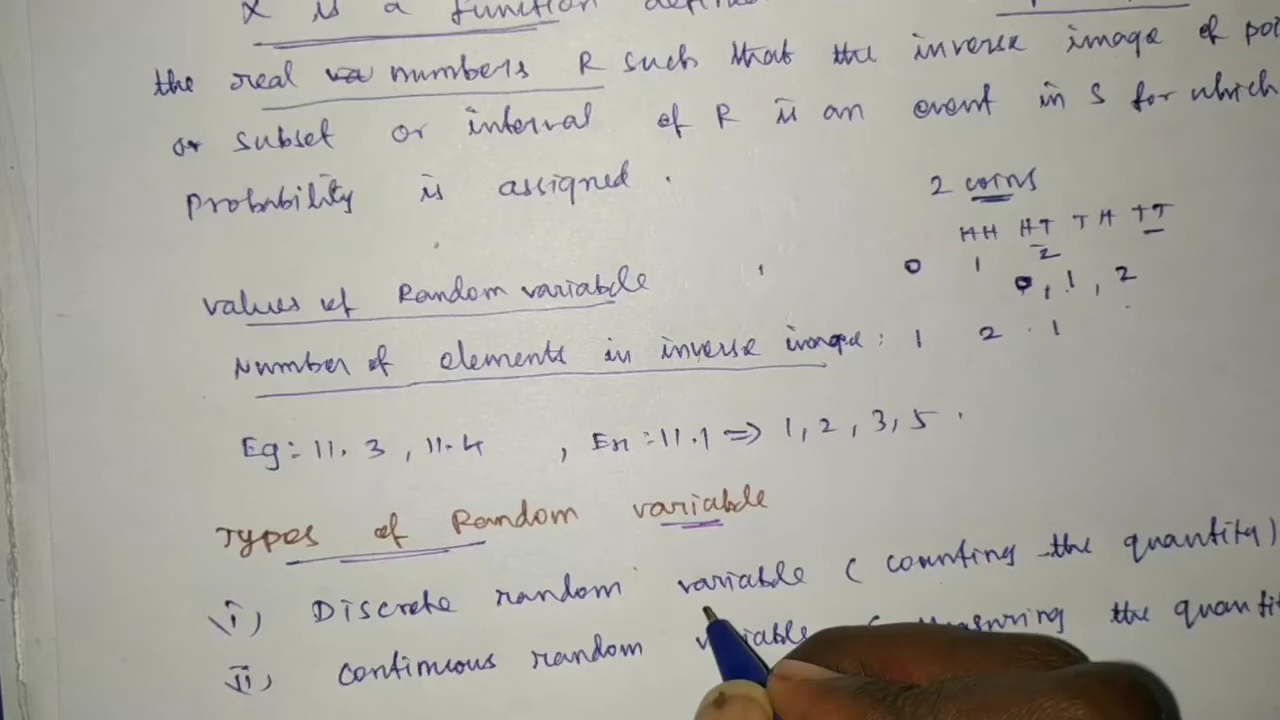 X is a function
the real numbers R such that the inverse image of poi
or subset or interval of R is an event in S for which
Probability is assigned.
2 coins
HH HT TH TT
values of Random variable
0 1 2
0, 1, 2
Number of elements in inverse image: 1 2 1
Eg: 11.3, 11.4, Ex: 11.1 => 1, 2, 3, 5.
Types of Random variable
i) Discrete random variable (counting the quantity)
ii) continuous random variable (measuring the quanti